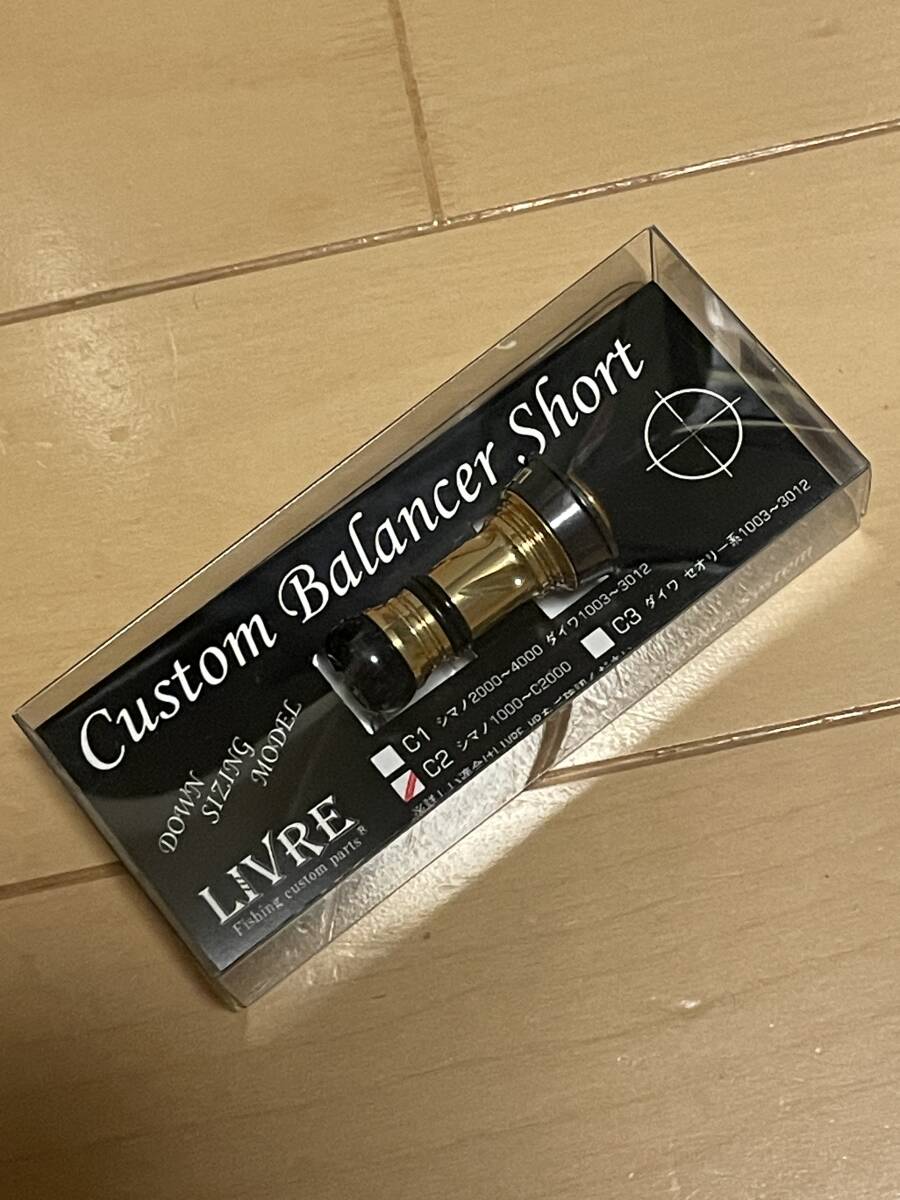 Custom Balancer Short
DOWN
SIZING
MODEL
LIVRE
Fishing custom parts ®
C1 シマノ2000~4000 ダイワ1003~3012
C2 シマノ1000~C2000
C3 ダイワ セオリー系1003~3012